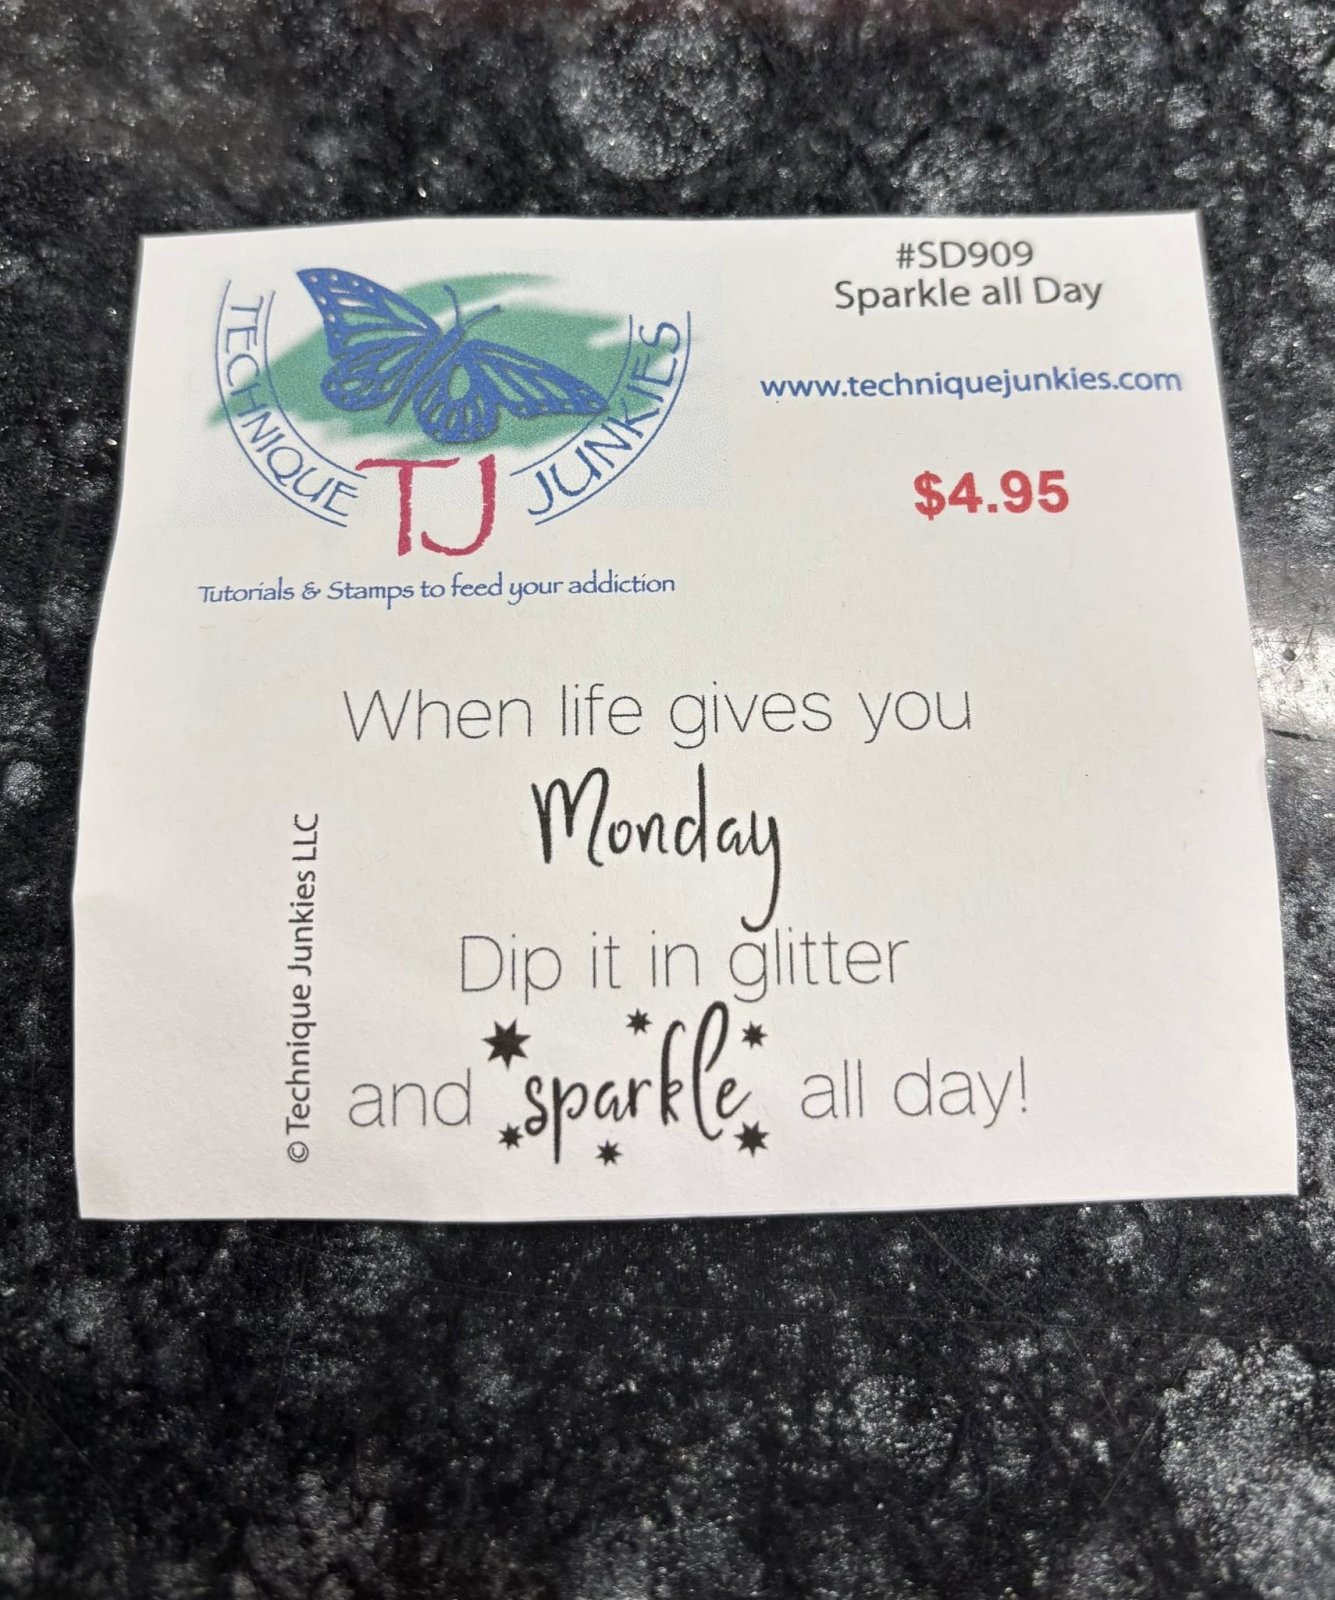 TECHNIQUE JUNKIES
TJ
Tutorials & Stamps to feed your addiction
#SD909
Sparkle all Day
www.techniquejunkies.com
$4.95
When life gives you
Monday
Dip it in glitter
and sparkle all day!
© Technique Junkies LLC